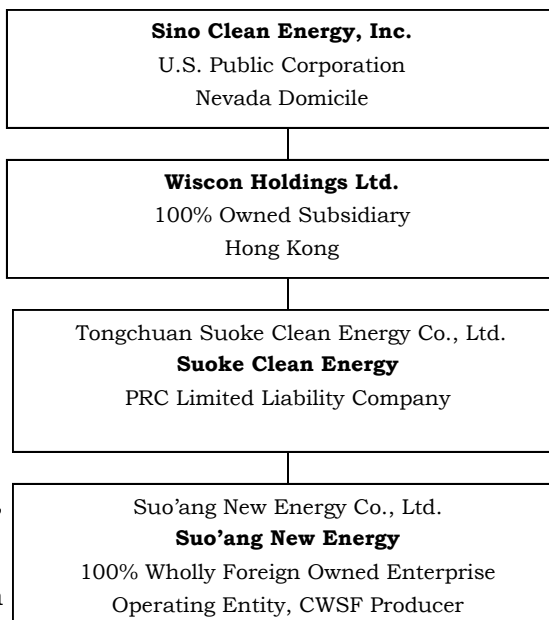 Sino Clean Energy, Inc.
U.S. Public Corporation
Nevada Domicile
Wiscon Holdings Ltd.
100% Owned Subsidiary
Hong Kong
Tongchuan Suoke Clean Energy Co., Ltd.
Suoke Clean Energy
PRC Limited Liability Company
Suo’ang New Energy Co., Ltd.
Suo’ang New Energy
100% Wholly Foreign Owned Enterprise
Operating Entity, CWSF Producer